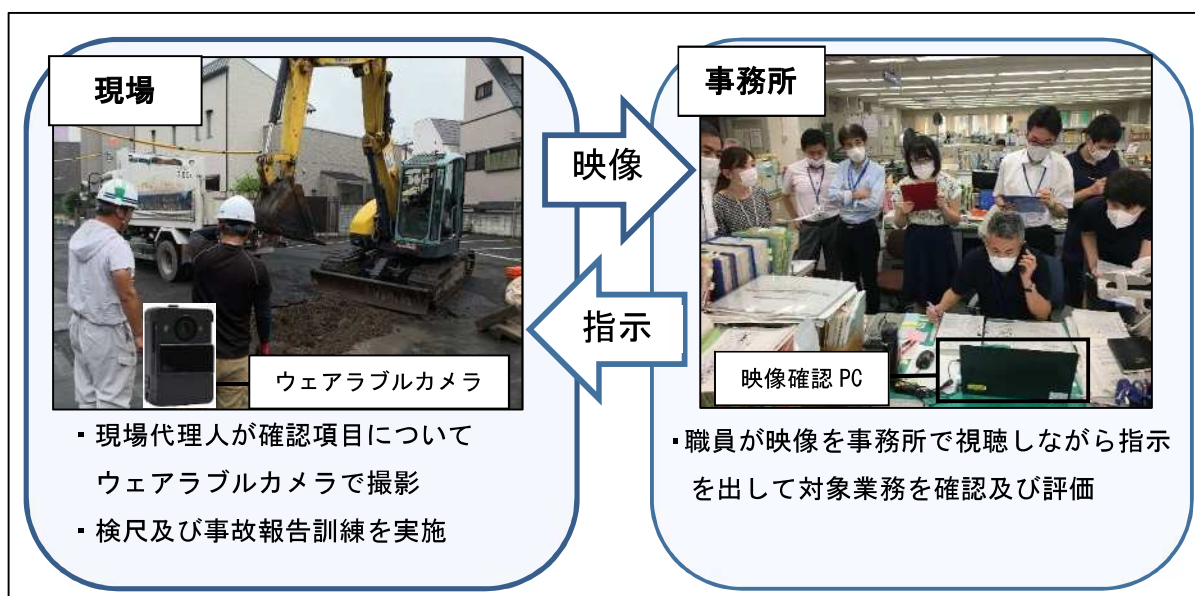 現場
事務所
映像
指示
ウェアラブルカメラ
映像確認 PC
・現場代理人が確認項目について
ウェアラブルカメラで撮影
・検尺及び事故報告訓練を実施
・職員が映像を事務所で視聴しながら指示
を出して対象業務を確認及び評価